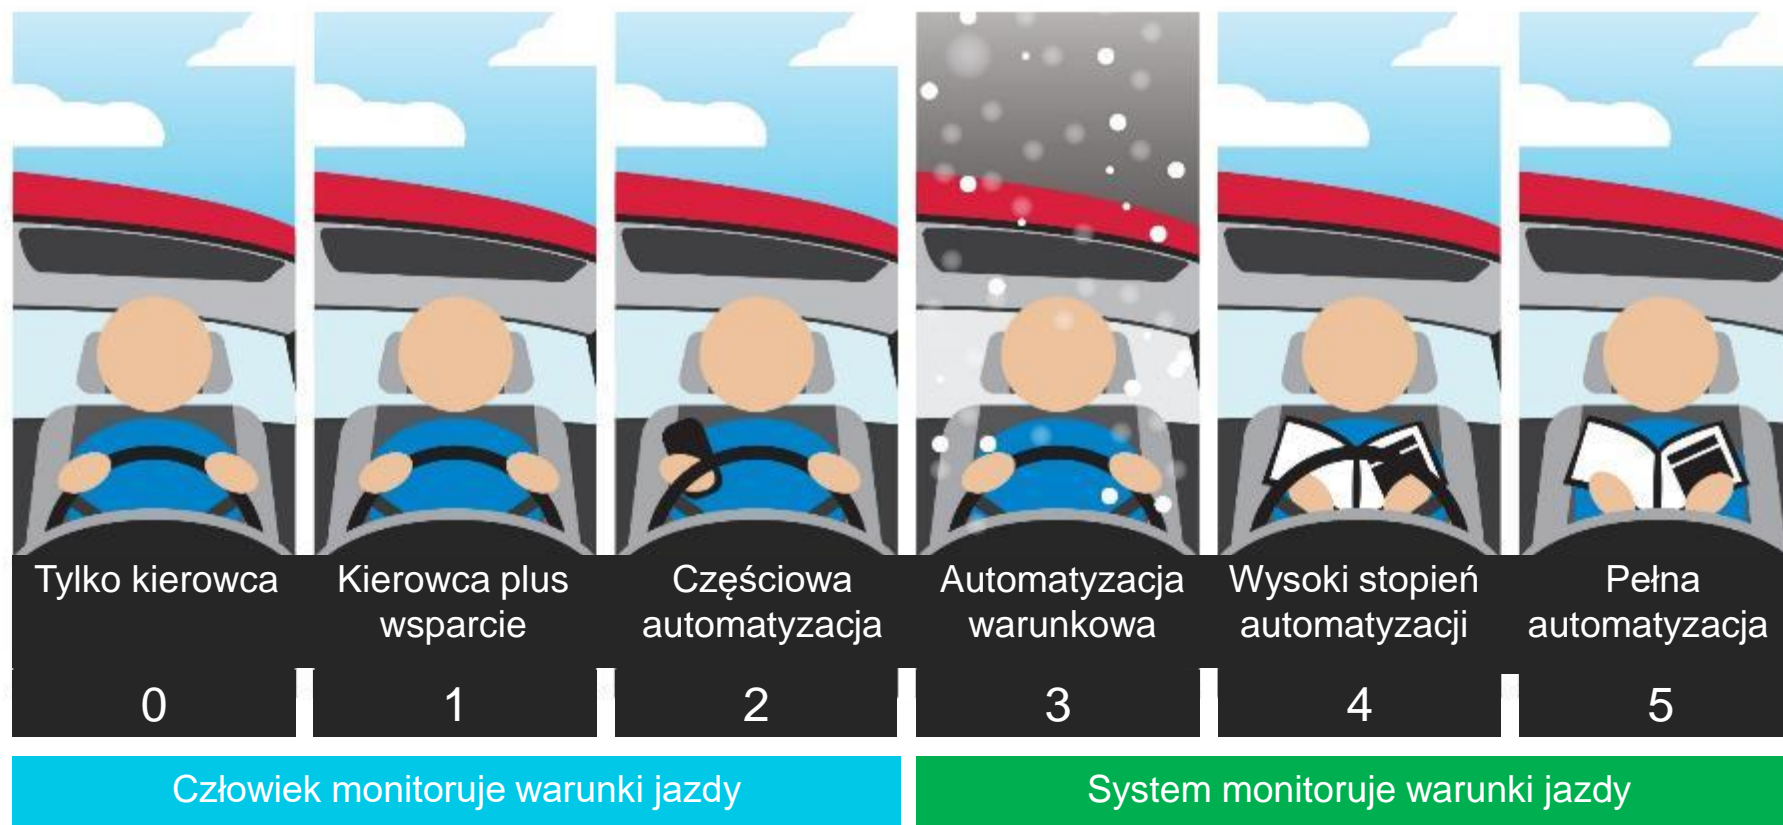 Tylko kierowca
Kierowca plus
wsparcie
Częściowa
automatyzacja
Automatyzacja
warunkowa
Wysoki stopień
automatyzacji
Pełna
automatyzacja
0
1
2
3
4
5
Człowiek monitoruje warunki jazdy
System monitoruje warunki jazdy